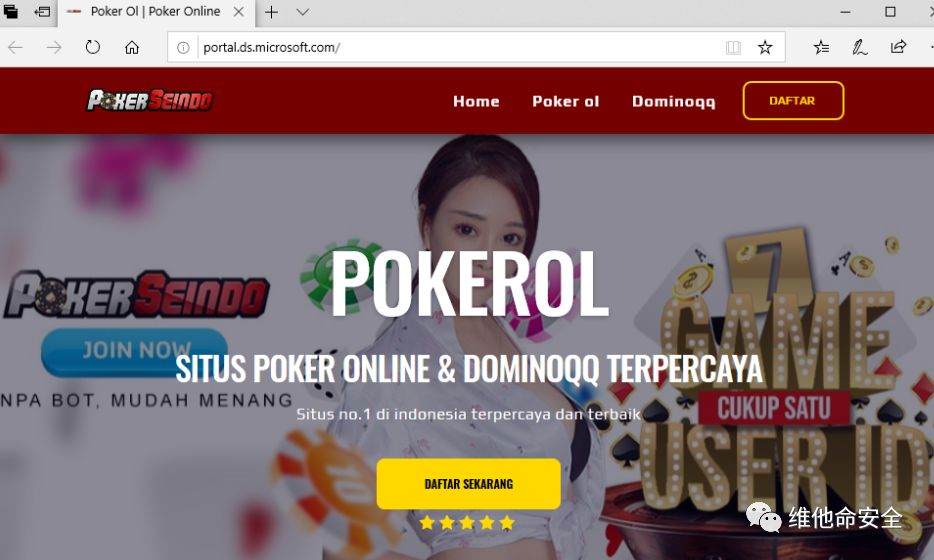 Poker Ol | Poker Online
portal.ds.microsoft.com/
POKERSEINDO
Home
Poker ol
Dominoqq
DAFTAR
POKEROL
POKERSEINDO
JOIN NOW
NPA BOT, MUDAH MENANG
SITUS POKER ONLINE & DOMINOQQ TERPERCAYA
Situs no.1 di indonesia terpercaya dan terbaik
DAFTAR SEKARANG
7
A
A
GAME
CUKUP SATU
USER ID
维他命安全